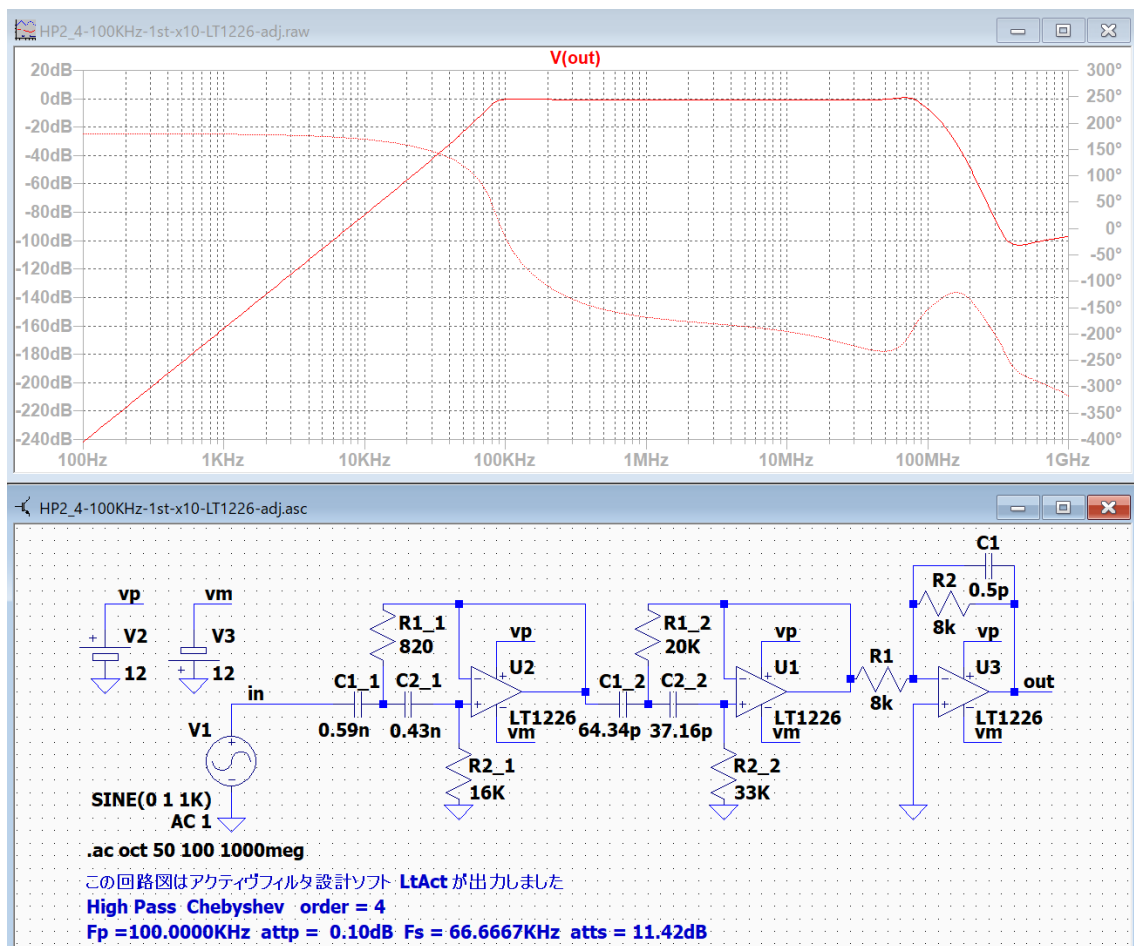 HP2_4-100KHz-1st-x10-LT1226-adj.raw
V(out)
20dB
0dB
-20dB
-40dB
-60dB
-80dB
-100dB
-120dB
-140dB
-160dB
-180dB
-200dB
-220dB
-240dB
300°
250°
200°
150°
100°
50°
0°
-50°
-100°
-150°
-200°
-250°
-300°
-350°
-400°
100Hz 1KHz 10KHz 100KHz 1MHz 10MHz 100MHz 1GHz
HP2_4-100KHz-1st-x10-LT1226-adj.asc
vp
V2
12
vm
V3
12
in
V1
SINE(0 1 1K)
AC 1
R1_1
820
C1_1
0.59n
C2_1
0.43n
vp
U2
LT1226
vm
R2_1
16K
R1_2
20K
C1_2
64.34p
C2_2
37.16p
vp
U1
LT1226
vm
R2_2
33K
R1
8k
C1
0.5p
R2
8k
vp
U3
out
LT1226
vm
.ac oct 50 100 1000meg
この回路図はアクティヴフィルタ設計ソフト LtAct が出力しました
High Pass Chebyshev order = 4
Fp =100.0000KHz attp = 0.10dB Fs = 66.6667KHz atts = 11.42dB